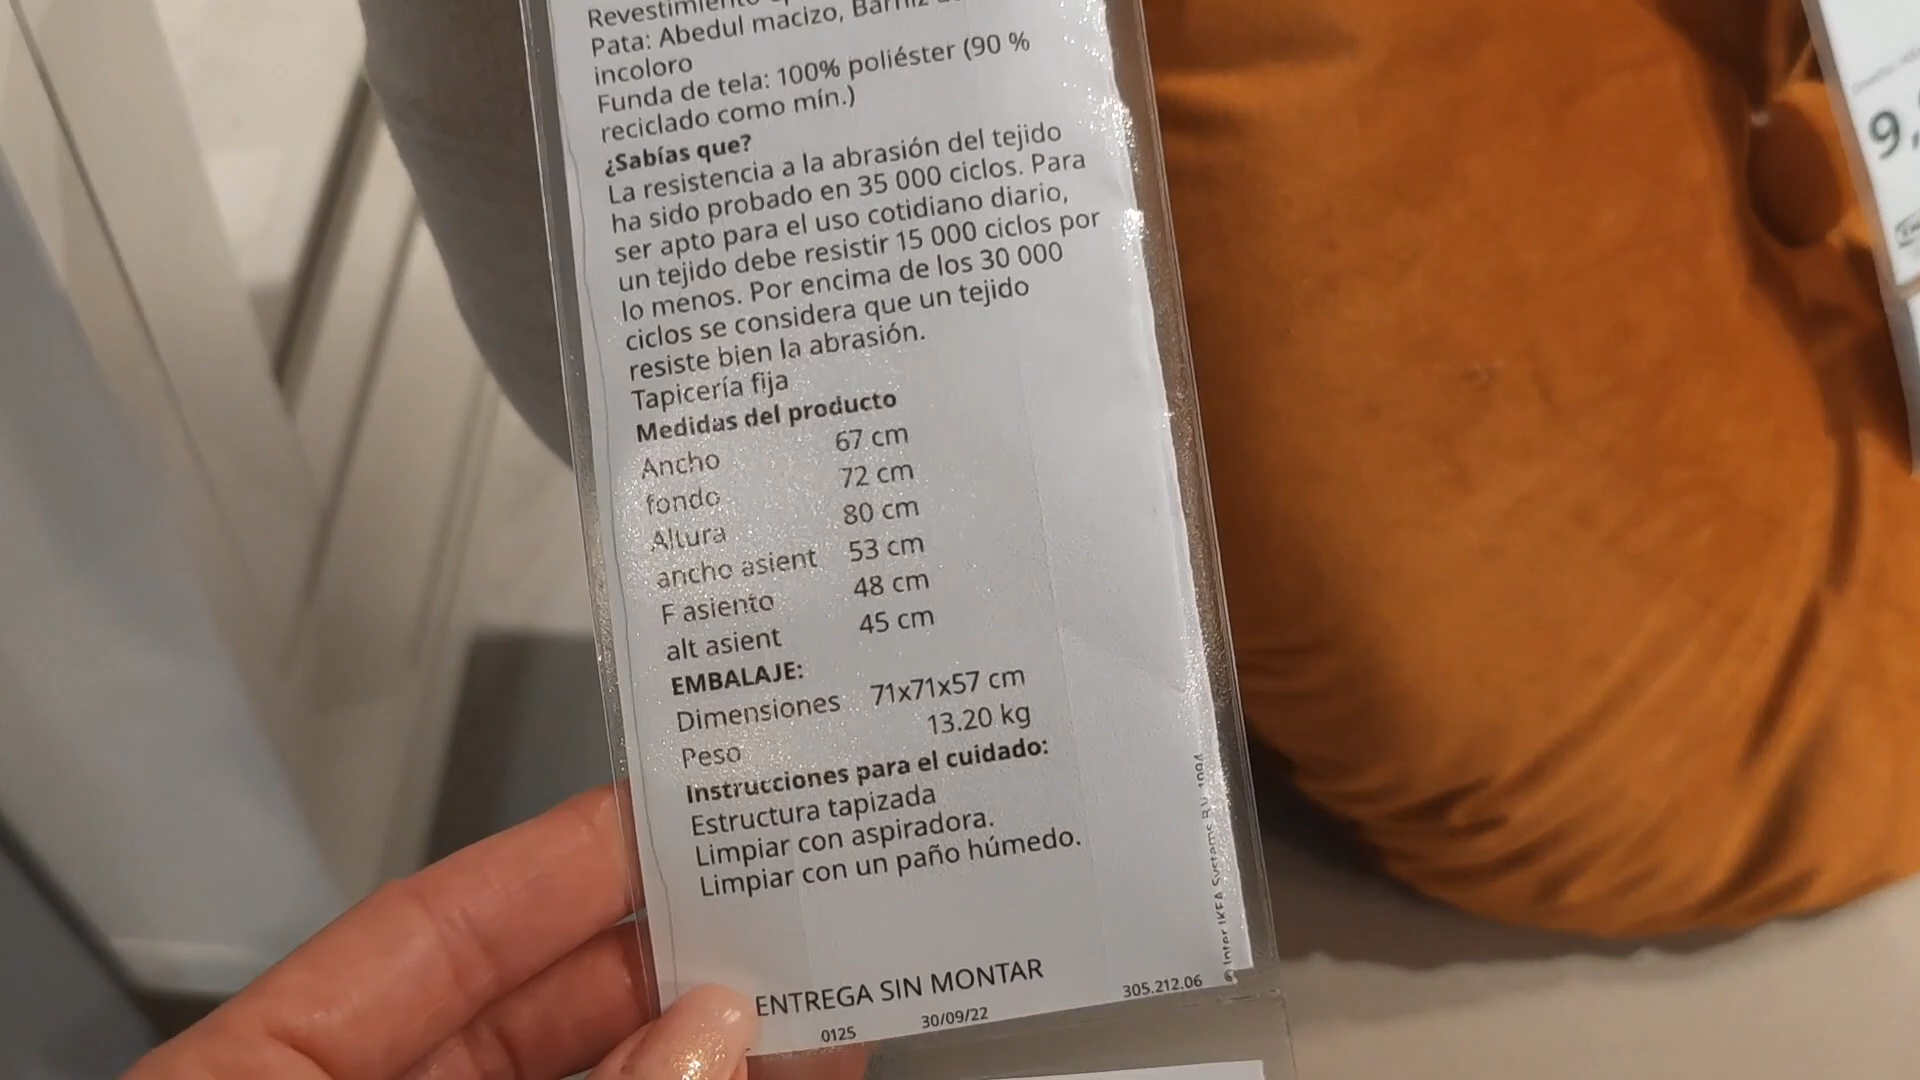 Revestimiento
Pata: Abedul macizo, Barniz
incoloro
Funda de tela: 100% poliéster (90 %
reciclado como mín.)
¿Sabías que?
La resistencia a la abrasión del tejido
ha sido probado en 35 000 ciclos. Para
ser apto para el uso cotidiano diario,
un tejido debe resistir 15 000 ciclos por
lo menos. Por encima de los 30 000
ciclos se considera que un tejido
resiste bien la abrasión.
Tapicería fija
Medidas del producto
Ancho 67 cm
fondo 72 cm
Altura 80 cm
ancho asient 53 cm
F asiento 48 cm
alt asient 45 cm
EMBALAJE:
Dimensiones 71x71x57 cm
Peso 13.20 kg
Instrucciones para el cuidado:
Estructura tapizada
Limpiar con aspiradora.
Limpiar con un paño húmedo.
ENTREGA SIN MONTAR
0125 30/09/22 305.212.06
© Inter IKEA Systems B.V.
9,